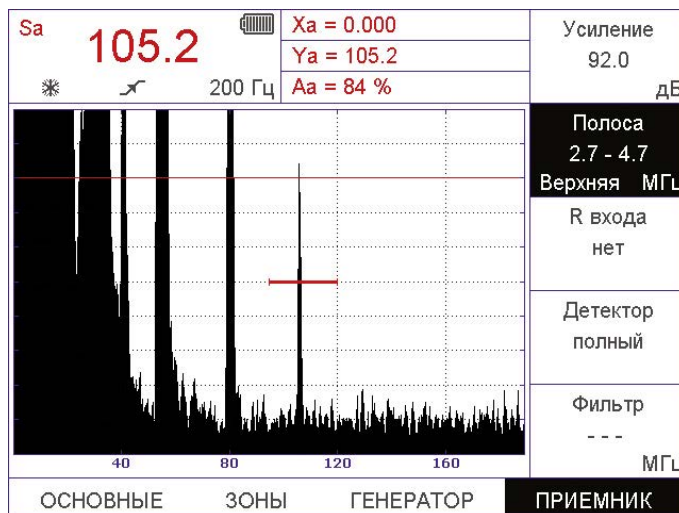 Sa
105.2
200 Гц
Xa = 0.000
Ya = 105.2
Aa = 84 %
Усиление
92.0
дБ
Полоса
2.7 - 4.7
Верхняя МГц
R входа
нет
Детектор
полный
Фильтр
- - -
МГц
40 80 120 160
ОСНОВНЫЕ ЗОНЫ ГЕНЕРАТОР ПРИЕМНИК